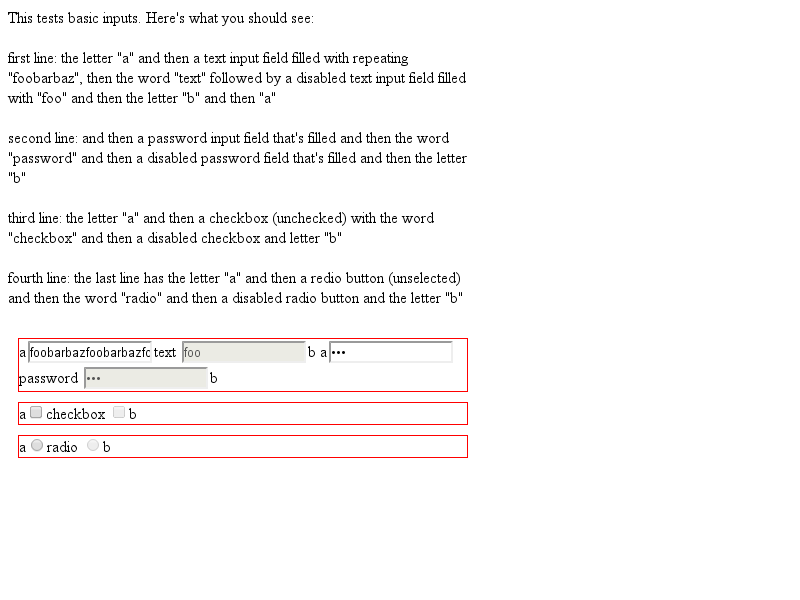 This tests basic inputs. Here's what you should see:
first line: the letter "a" and then a text input field filled with repeating
"foobarbaz", then the word "text" followed by a disabled text input field filled
with "foo" and then the letter "b" and then "a"
second line: and then a password input field that's filled and then the word
"password" and then a disabled password field that's filled and then the letter
"b"
third line: the letter "a" and then a checkbox (unchecked) with the word
"checkbox" and then a disabled checkbox and letter "b"
fourth line: the last line has the letter "a" and then a redio button (unselected)
and then the word "radio" and then a disabled radio button and the letter "b"
a foobarbazfoobarbazfo text foo b a •••
password ••• b
a checkbox b
a radio b